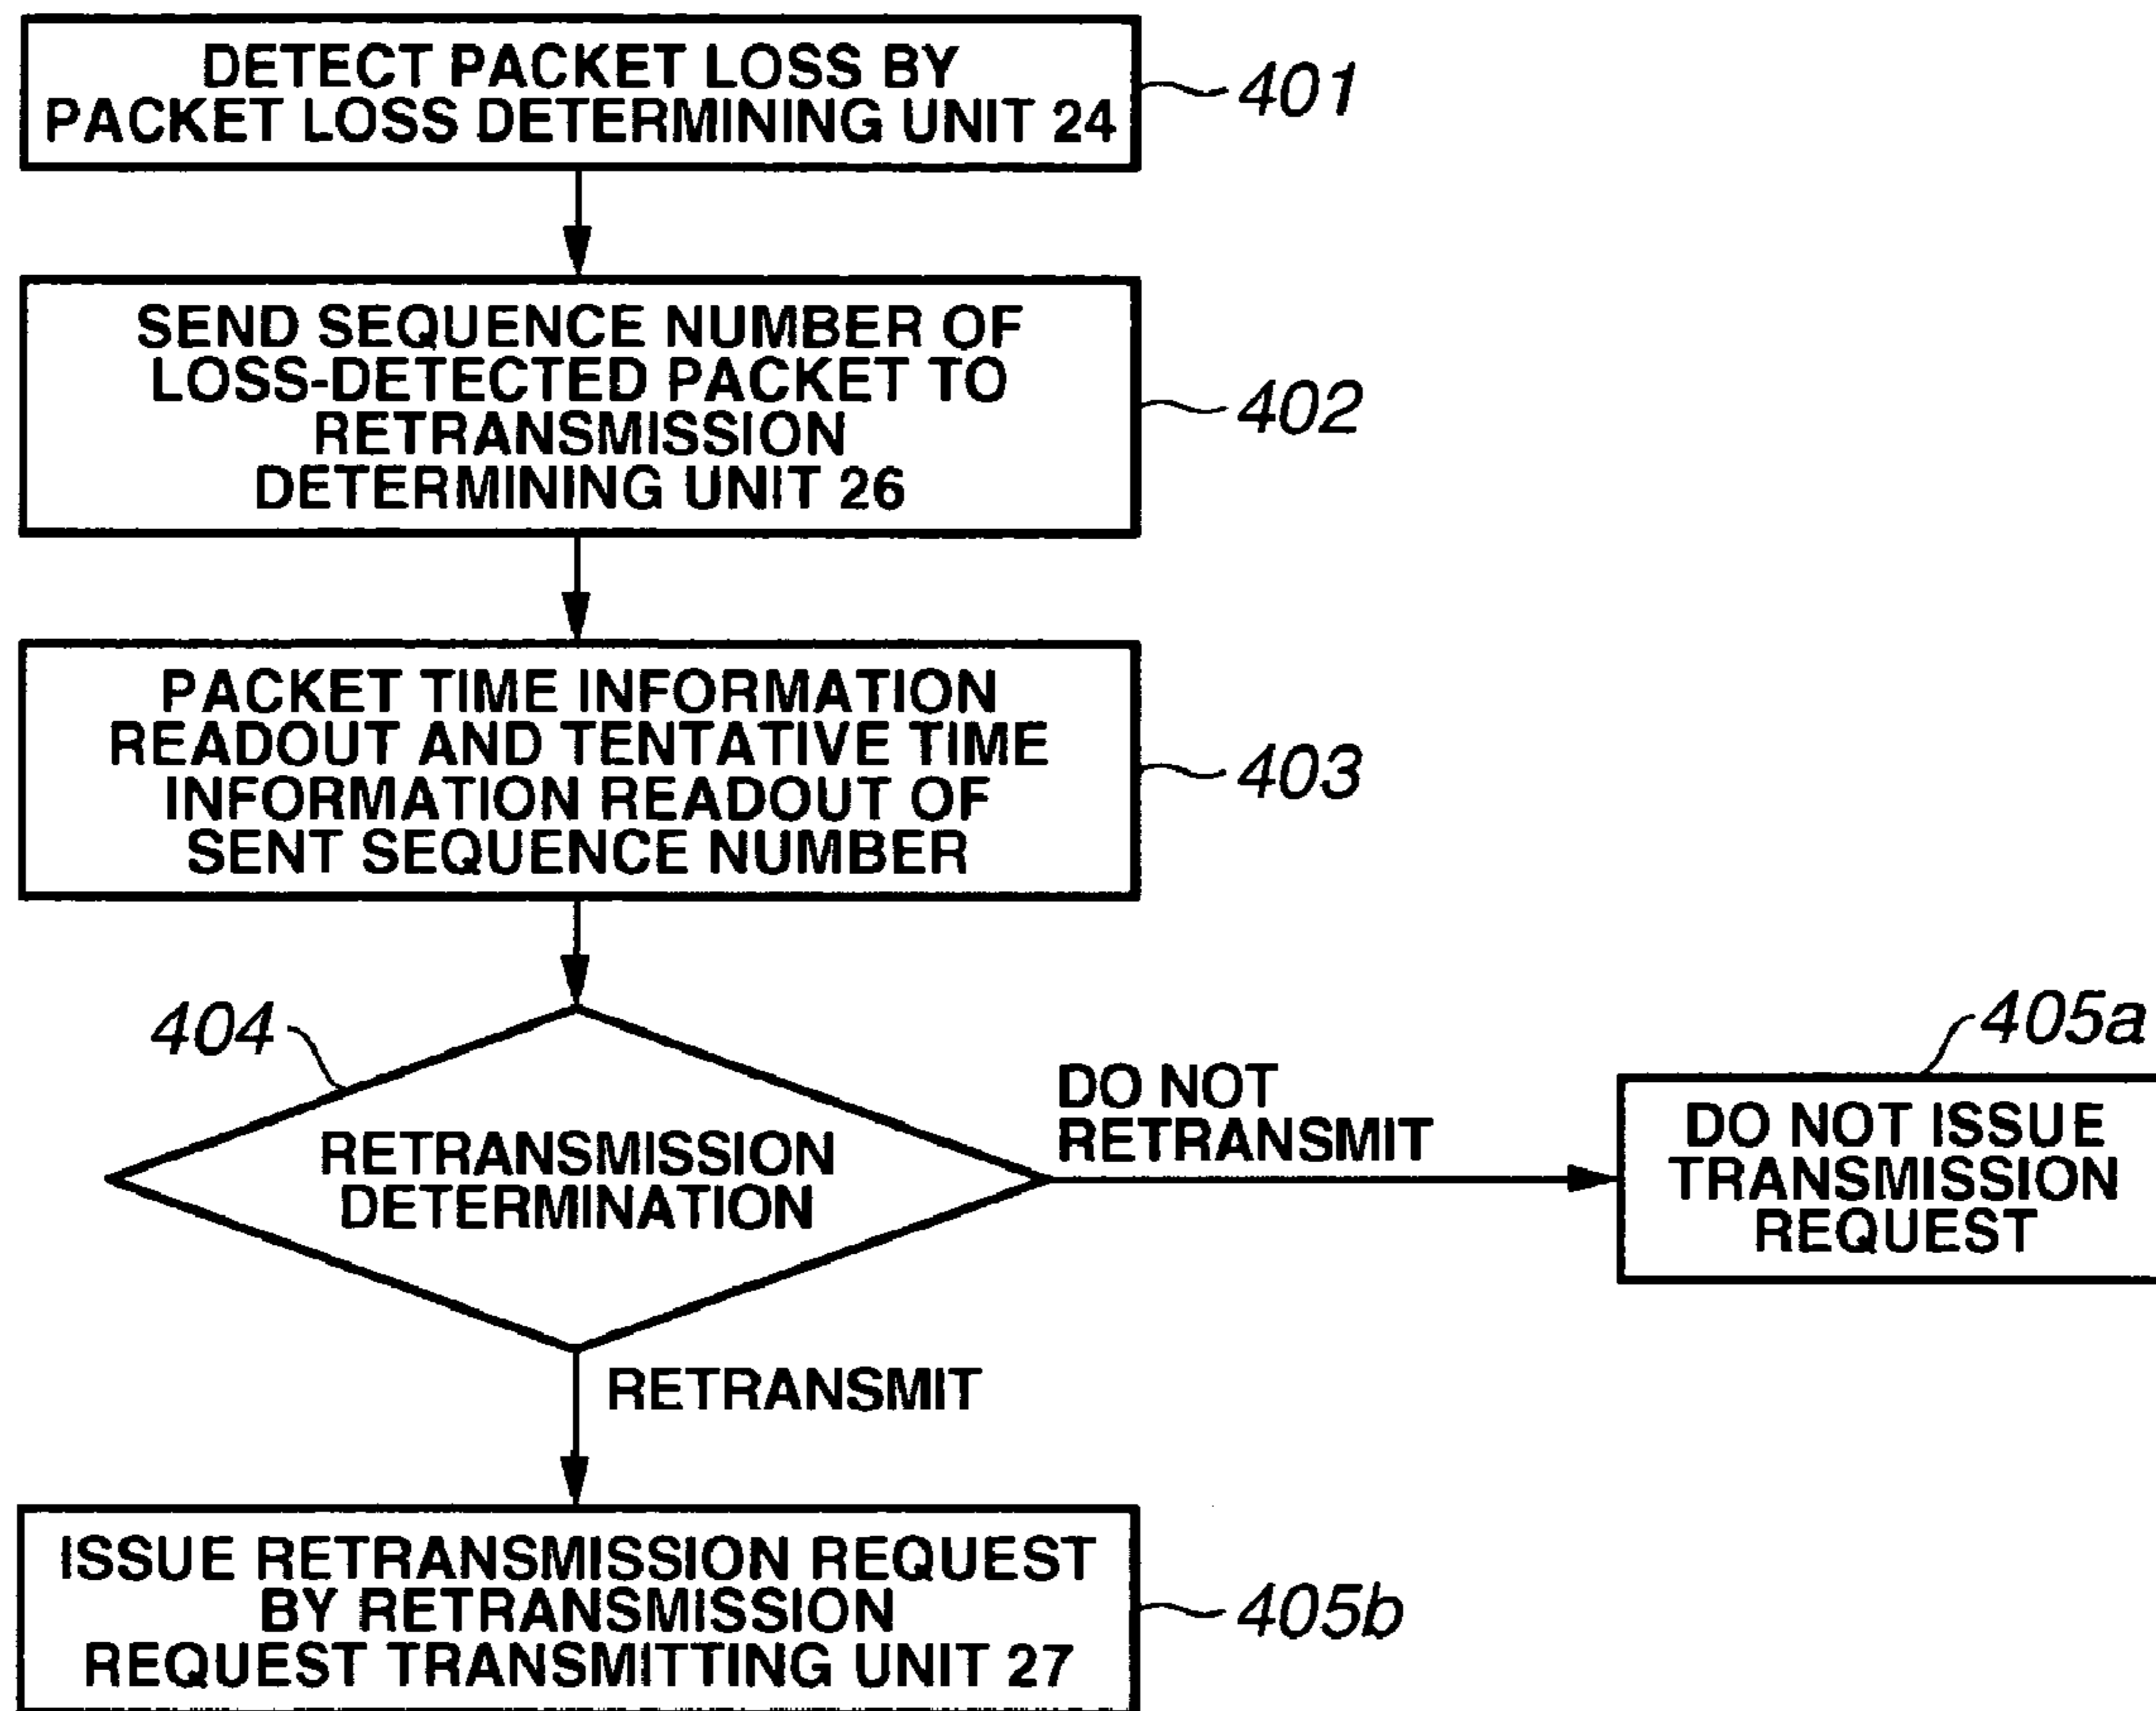 DETECT PACKET LOSS BY
PACKET LOSS DETERMINING UNIT 24
401
SEND SEQUENCE NUMBER OF
LOSS-DETECTED PACKET TO
RETRANSMISSION
DETERMINING UNIT 26
402
PACKET TIME INFORMATION
READOUT AND TENTATIVE TIME
INFORMATION READOUT OF
SENT SEQUENCE NUMBER
403
404
RETRANSMISSION
DETERMINATION
DO NOT
RETRANSMIT
405a
DO NOT ISSUE
TRANSMISSION
REQUEST
RETRANSMIT
ISSUE RETRANSMISSION REQUEST
BY RETRANSMISSION
REQUEST TRANSMITTING UNIT 27
405b